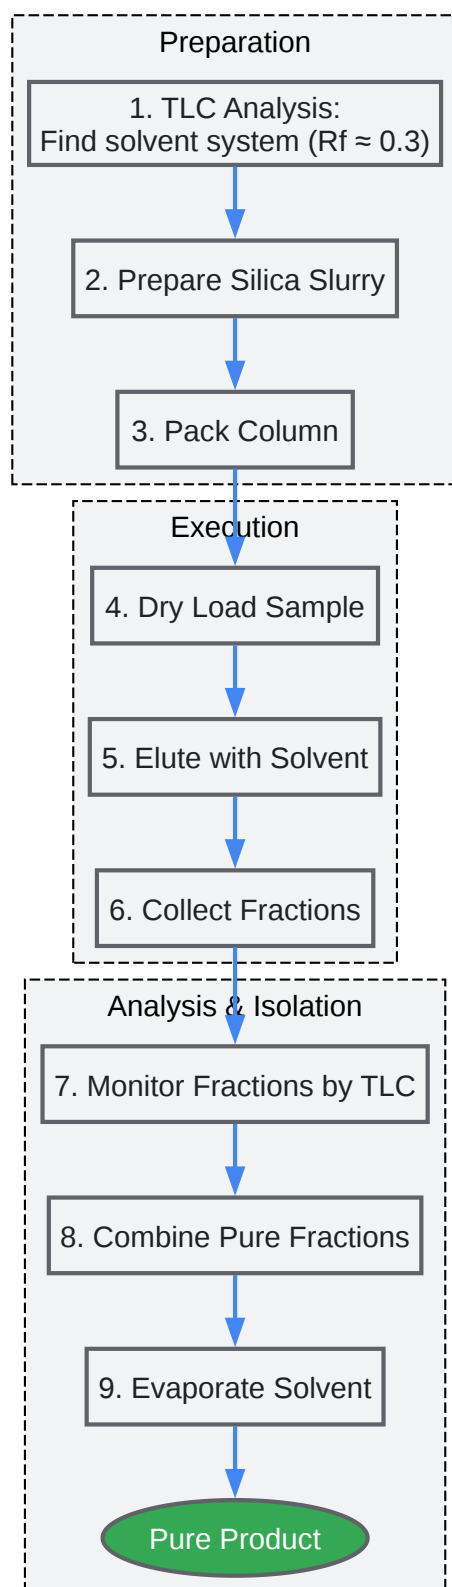 Preparation
1. TLC Analysis:
Find solvent system (Rf ≈ 0.3)
2. Prepare Silica Slurry
3. Pack Column
Execution
4. Dry Load Sample
5. Elute with Solvent
6. Collect Fractions
Analysis & Isolation
7. Monitor Fractions by TLC
8. Combine Pure Fractions
9. Evaporate Solvent
Pure Product